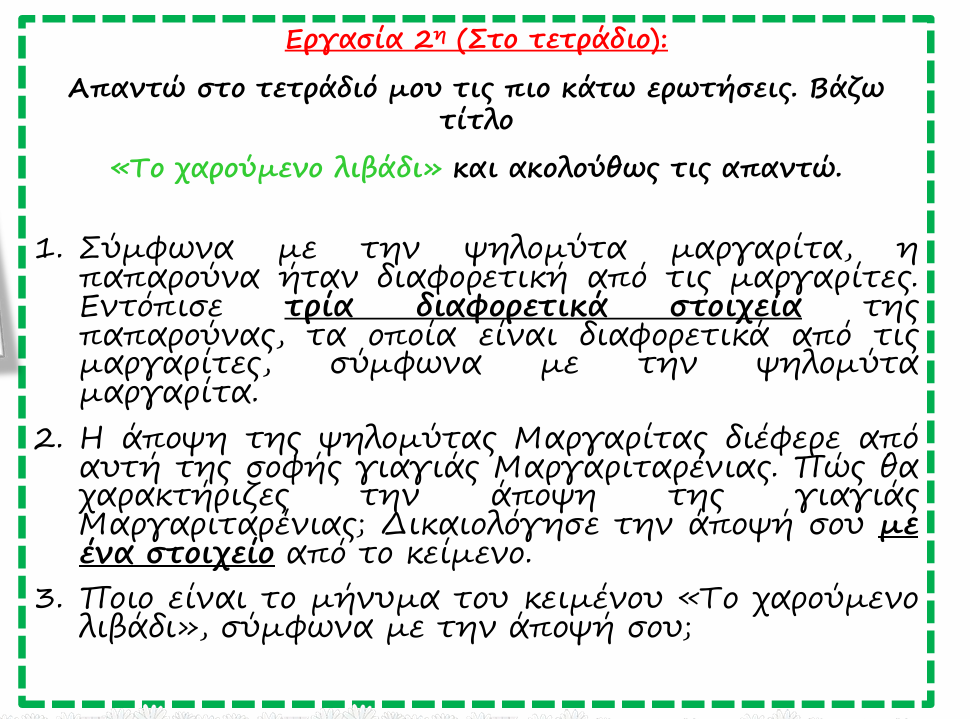 Εργασία 2η (Στο τετράδιο):
Απαντώ στο τετράδιό μου τις πιο κάτω ερωτήσεις. Βάζω
τίτλο
«Το χαρούμενο λιβάδι» και ακολούθως τις απαντώ.
1. Σύμφωνα με την ψηλομύτα μαργαρίτα, η
παπαρούνα ήταν διαφορετική από τις μαργαρίτες.
Εντόπισε τρία διαφορετικά στοιχεία της
παπαρούνας, τα οποία είναι διαφορετικά από τις
μαργαρίτες, σύμφωνα με την ψηλομύτα
μαργαρίτα.
2. Η άποψη της ψηλομύτας Μαργαρίτας διέφερε από
αυτή της σοφής γιαγιάς Μαργαριταρένιας. Πώς θα
χαρακτήριζες την άποψη της γιαγιάς
Μαργαριταρένιας; Δικαιολόγησε την άποψή σου με
ένα στοιχείο από το κείμενο.
3. Ποιο είναι το μήνυμα του κειμένου «Το χαρούμενο
λιβάδι», σύμφωνα με την άποψή σου;